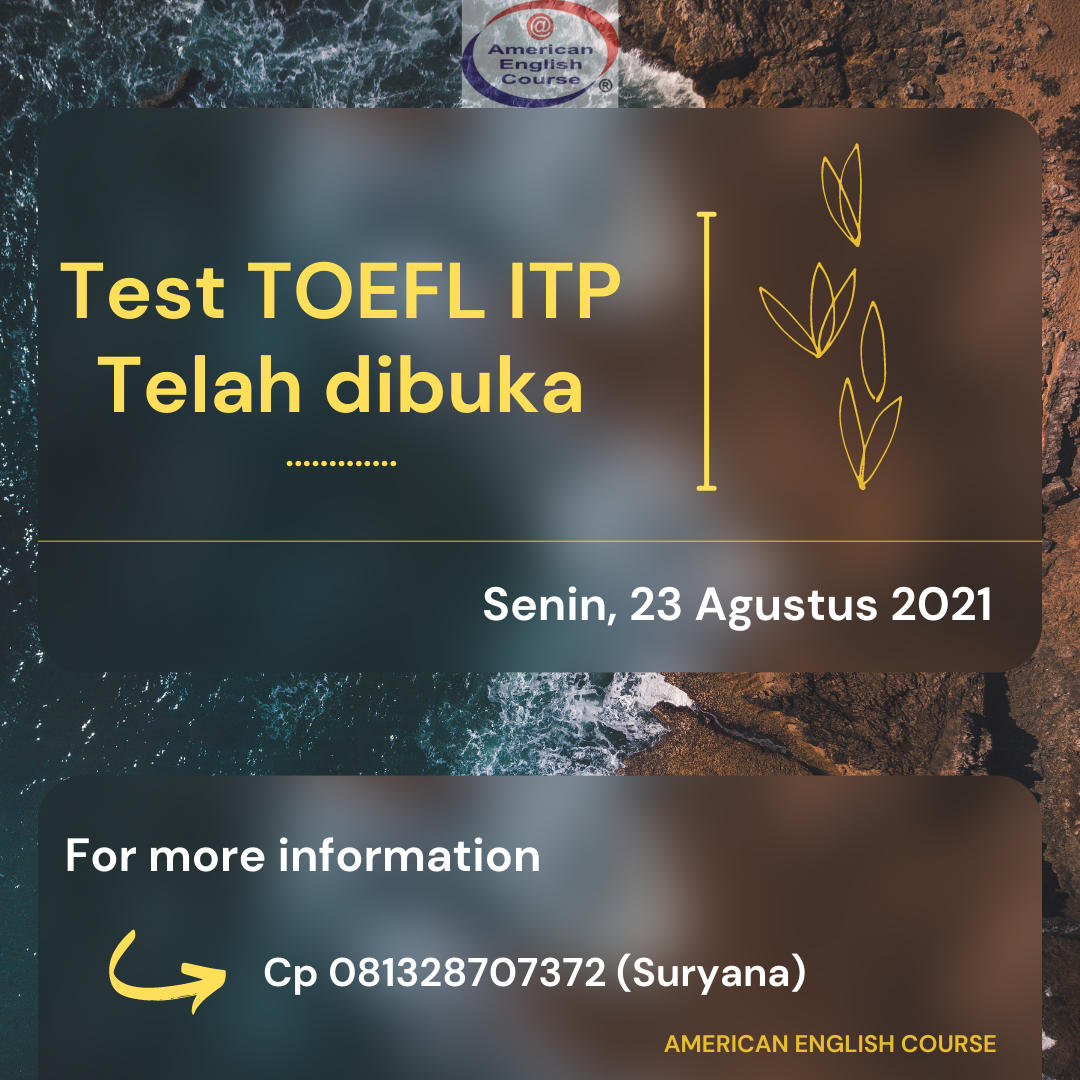 @
American
English
Course
®
Test TOEFL ITP
Telah dibuka
Senin, 23 Agustus 2021
For more information
Cp 081328707372 (Suryana)
AMERICAN ENGLISH COURSE